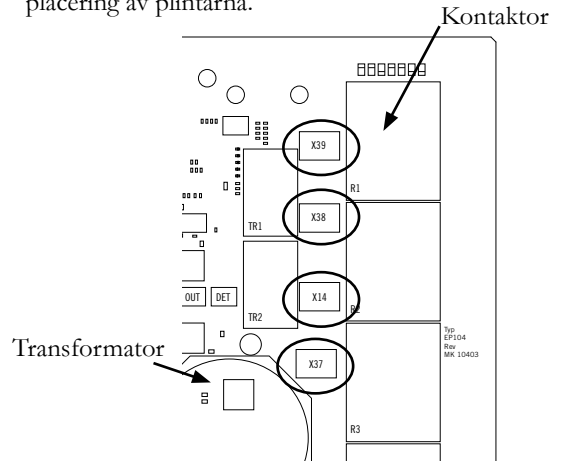 placering av plintarna.
Kontaktor
X39
R1
X38
TR1
OUT
DET
X14
R2
TR2
Typ
EP104
Rev
MK 10403
Transformator
X37
R3